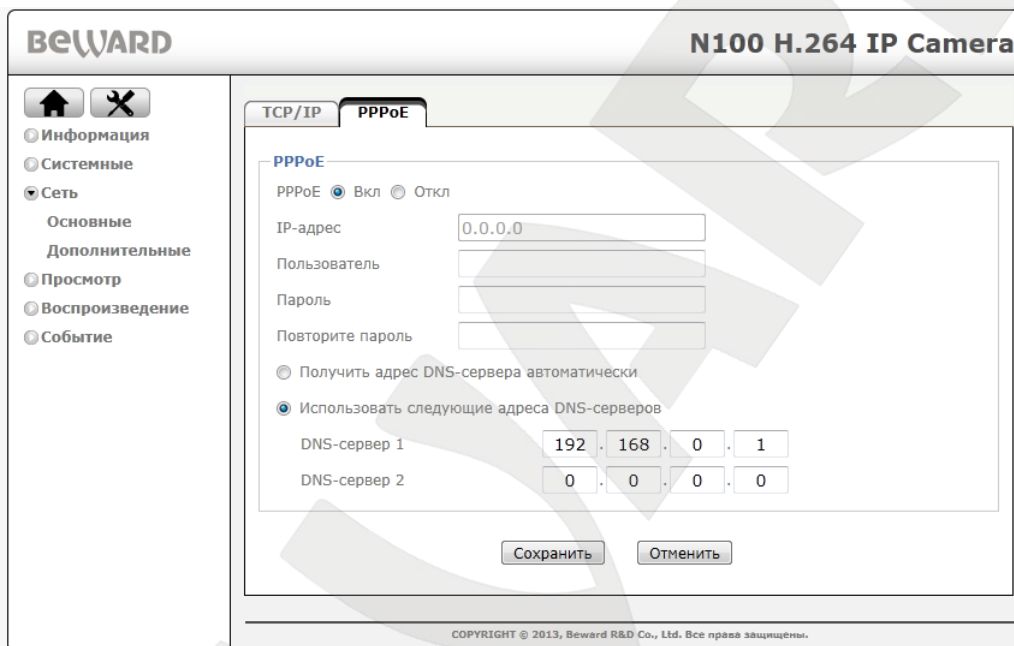 BEWARD
N100 H.264 IP Camera
TCP/IP
PPPoE
Информация
Системные
Сеть
Основные
Дополнительные
Просмотр
Воспроизведение
Событие
PPPoE
PPPoE Вкл Откл
IP-адрес 0.0.0.0
Пользователь
Пароль
Повторите пароль
Получить адрес DNS-сервера автоматически
Использовать следующие адреса DNS-серверов
DNS-сервер 1 192 . 168 . 0 . 1
DNS-сервер 2 0 . 0 . 0 . 0
Сохранить Отменить
COPYRIGHT © 2013, Beward R&D Co., Ltd. Все права защищены.